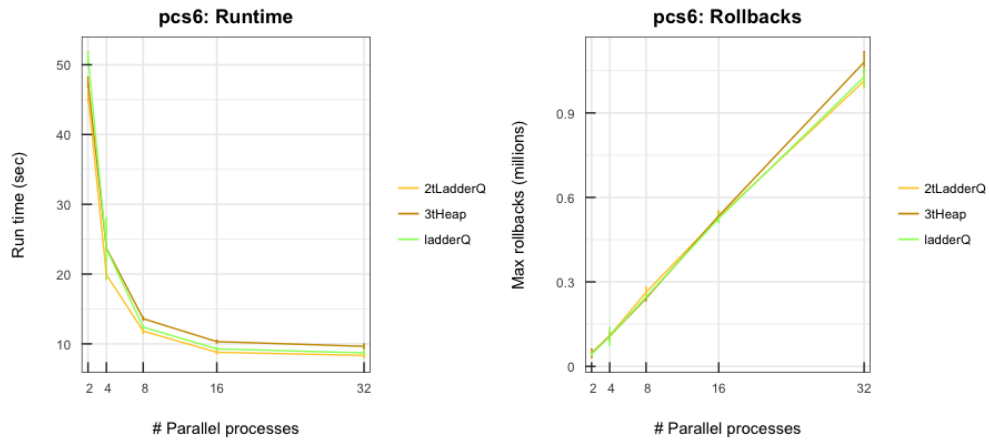 pcs6: Runtime
Run time (sec)
50
40
30
20
10
2 4 8 16 32
# Parallel processes
2tLadderQ
3tHeap
ladderQ
pcs6: Rollbacks
Max rollbacks (millions)
0.9
0.6
0.3
0
2 4 8 16 32
# Parallel processes
2tLadderQ
3tHeap
ladderQ